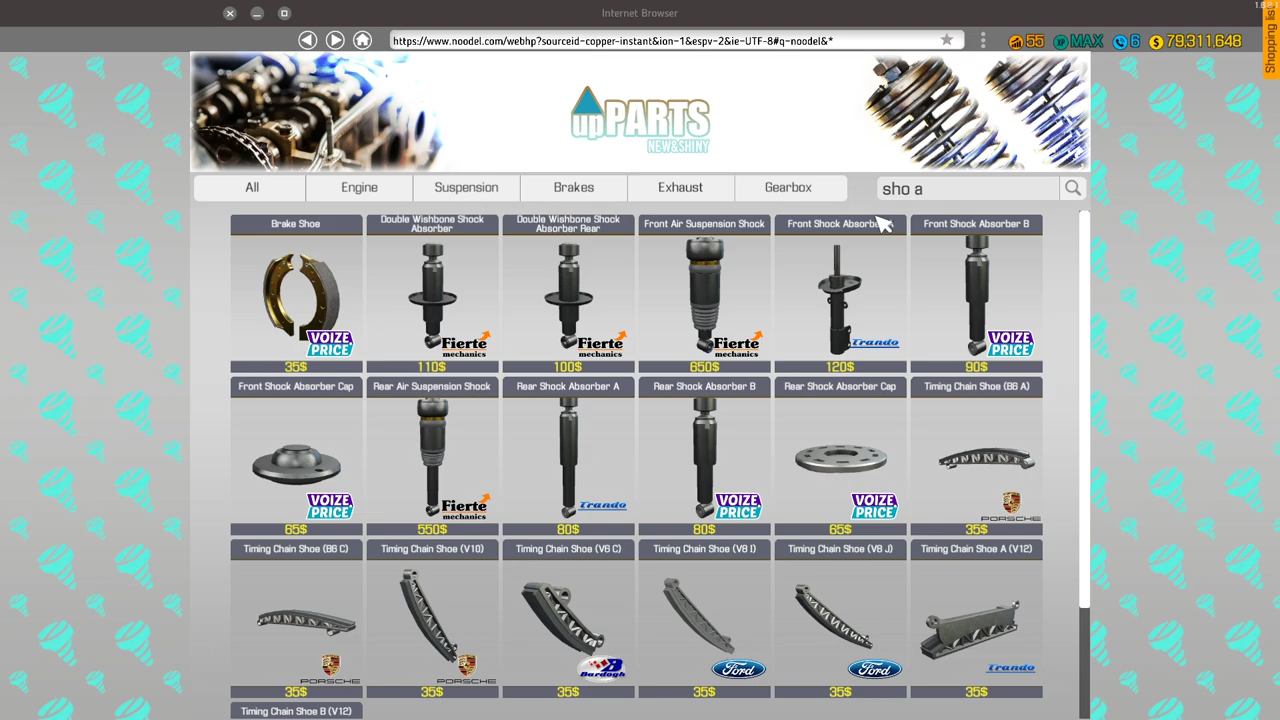 Internet Browser
1.6.2.1
Shopping list
https://www.noodel.com/webhp?sourceid-copper-instant&ion-1&espv-2&ie-UTF-8#q-noodel&*
55
XP MAX
6
$ 79,311,648
upPARTS
NEW&SHINY
All
Engine
Suspension
Brakes
Exhaust
Gearbox
sho a
Brake Shoe
VOIZE PRICE
35$
Double Wishbone Shock
Absorber
Fierte
mechanics
110$
Double Wishbone Shock
Absorber Rear
Fierte
mechanics
100$
Front Air Suspension Shock
Fierte
mechanics
650$
Front Shock
Trando
120$
Front Shock Absorber B
VOIZE PRICE
90$
Front Shock Absorber Cap
VOIZE PRICE
65$
Rear Air Suspension Shock
Fierte
mechanics
550$
Rear Shock Absorber A
Trando
80$
Rear Shock Absorber B
VOIZE PRICE
80$
Rear Shock Absorber Cap
VOIZE PRICE
65$
Timing Chain Shoe (B6 A)
PORSCHE
35$
Timing Chain Shoe (B6 C)
PORSCHE
35$
Timing Chain Shoe (V10)
PORSCHE
35$
Timing Chain Shoe (V6 C)
Bardogh
35$
Timing Chain Shoe (V8 I)
Ford
35$
Timing Chain Shoe (V8 J)
Ford
35$
Timing Chain Shoe A (V12)
Trando
35$
Timing Chain Shoe B (V12)